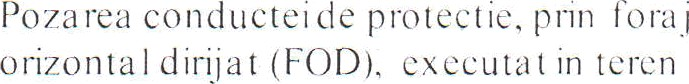 Pozarea conductei de protectie, prin foraj
orizontal dirijat (FOD), executat in teren